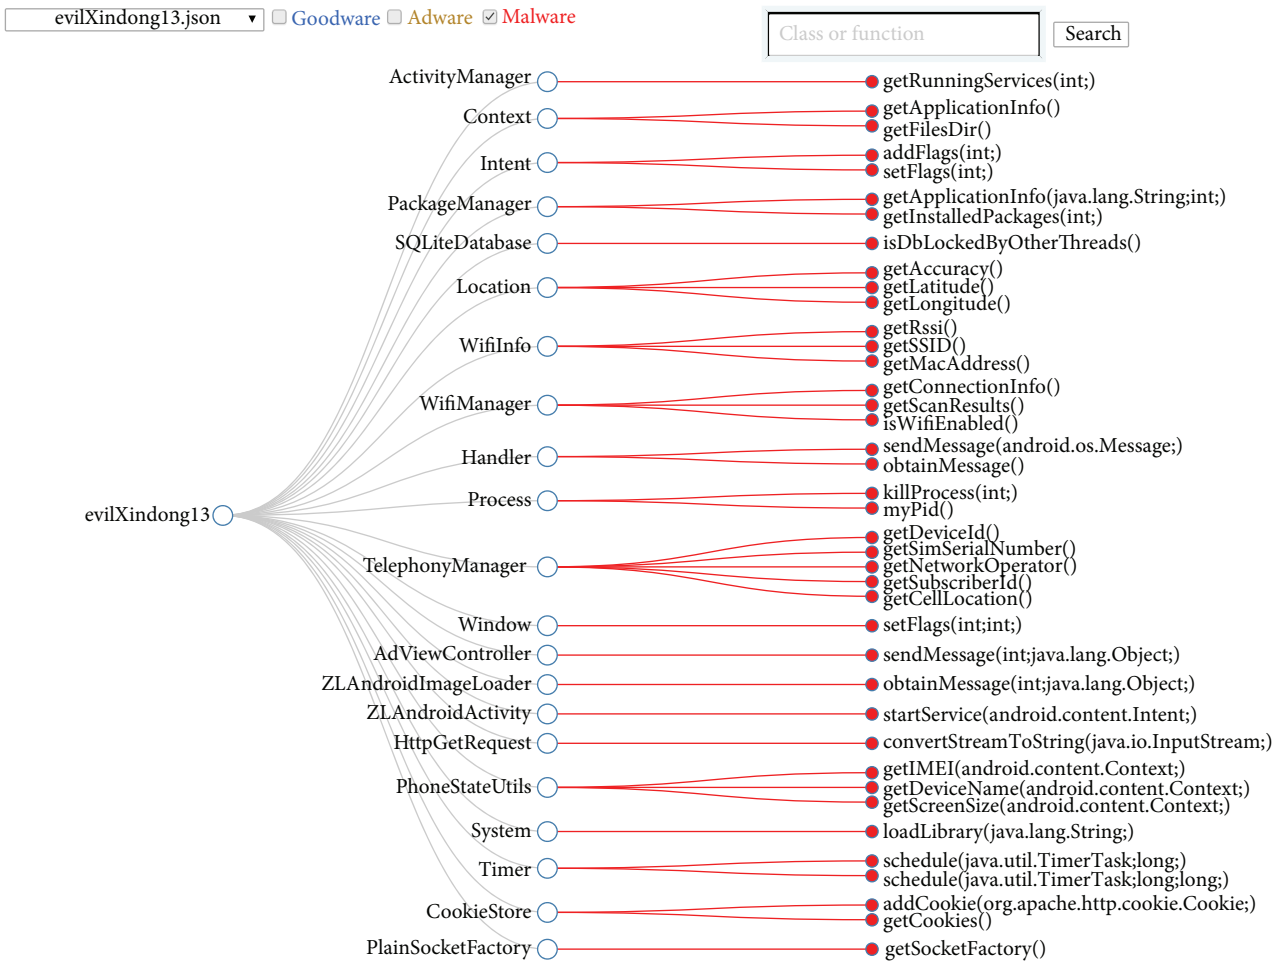 evilXindong13.json
Goodware
Adware
Malware
Class or function
Search
ActivityManager
getRunningServices(int;)
Context
getApplicationInfo()
getFilesDir()
Intent
addFlags(int;)
setFlags(int;)
PackageManager
getApplicationInfo(java.lang.String;int;)
getInstalledPackages(int;)
SQLiteDatabase
isDbLockedByOtherThreads()
Location
getAccuracy()
getLatitude()
getLongitude()
WifiInfo
getRssi()
getSSID()
getMacAddress()
WifiManager
getConnectionInfo()
getScanResults()
isWifiEnabled()
Handler
sendMessage(android.os.Message;)
obtainMessage()
Process
killProcess(int;)
myPid()
evilXindong13
TelephonyManager
getDeviceId()
getSimSerialNumber()
getNetworkOperator()
getSubscriberId()
getCellLocation()
Window
setFlags(int;int;)
AdViewController
sendMessage(int;java.lang.Object;)
ZLAndroidImageLoader
obtainMessage(int;java.lang.Object;)
ZLAndroidActivity
startService(android.content.Intent;)
HttpGetRequest
convertStreamToString(java.io.InputStream;)
PhoneStateUtils
getIMEI(android.content.Context;)
getDeviceName(android.content.Context;)
getScreenSize(android.content.Context;)
System
loadLibrary(java.lang.String;)
Timer
schedule(java.util.TimerTask;long;)
schedule(java.util.TimerTask;long;long;)
CookieStore
addCookie(org.apache.http.cookie.Cookie;)
getCookies()
PlainSocketFactory
getSocketFactory()